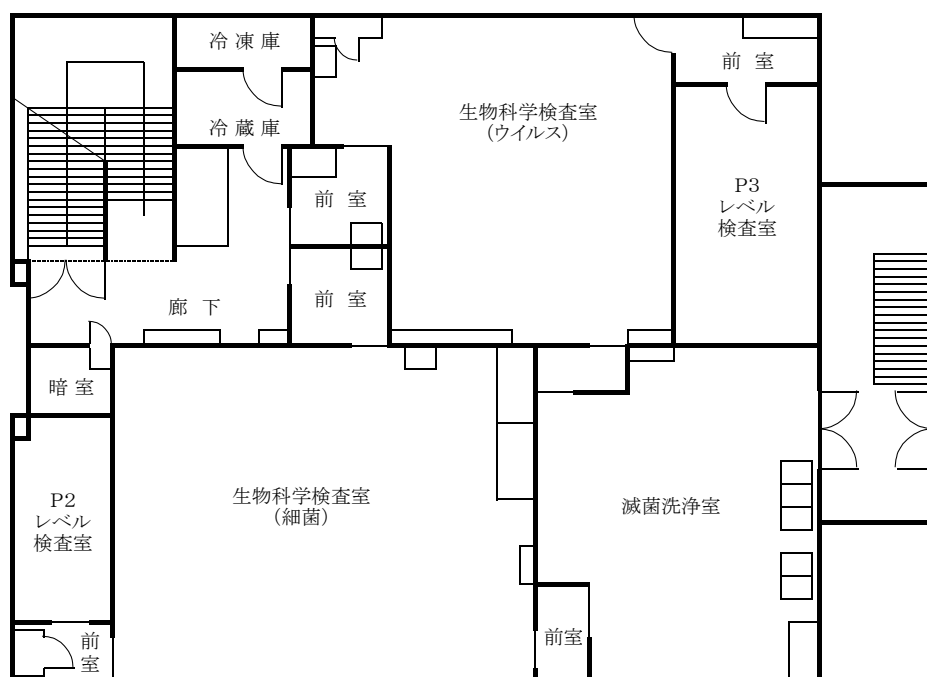 冷凍庫
前室
冷蔵庫
生物科学検査室
(ウイルス)
前室
P3
レベル
検査室
前室
廊下
暗室
P2
レベル
検査室
生物科学検査室
(細菌)
滅菌洗浄室
前
室
前室